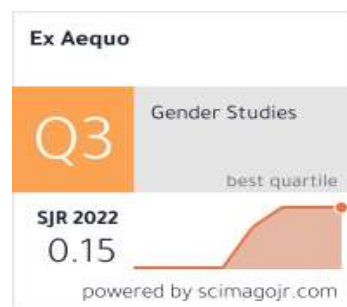 Ex Aequo
Q3
Gender Studies
best quartile
SJR 2022
0.15
powered by scimagojr.com